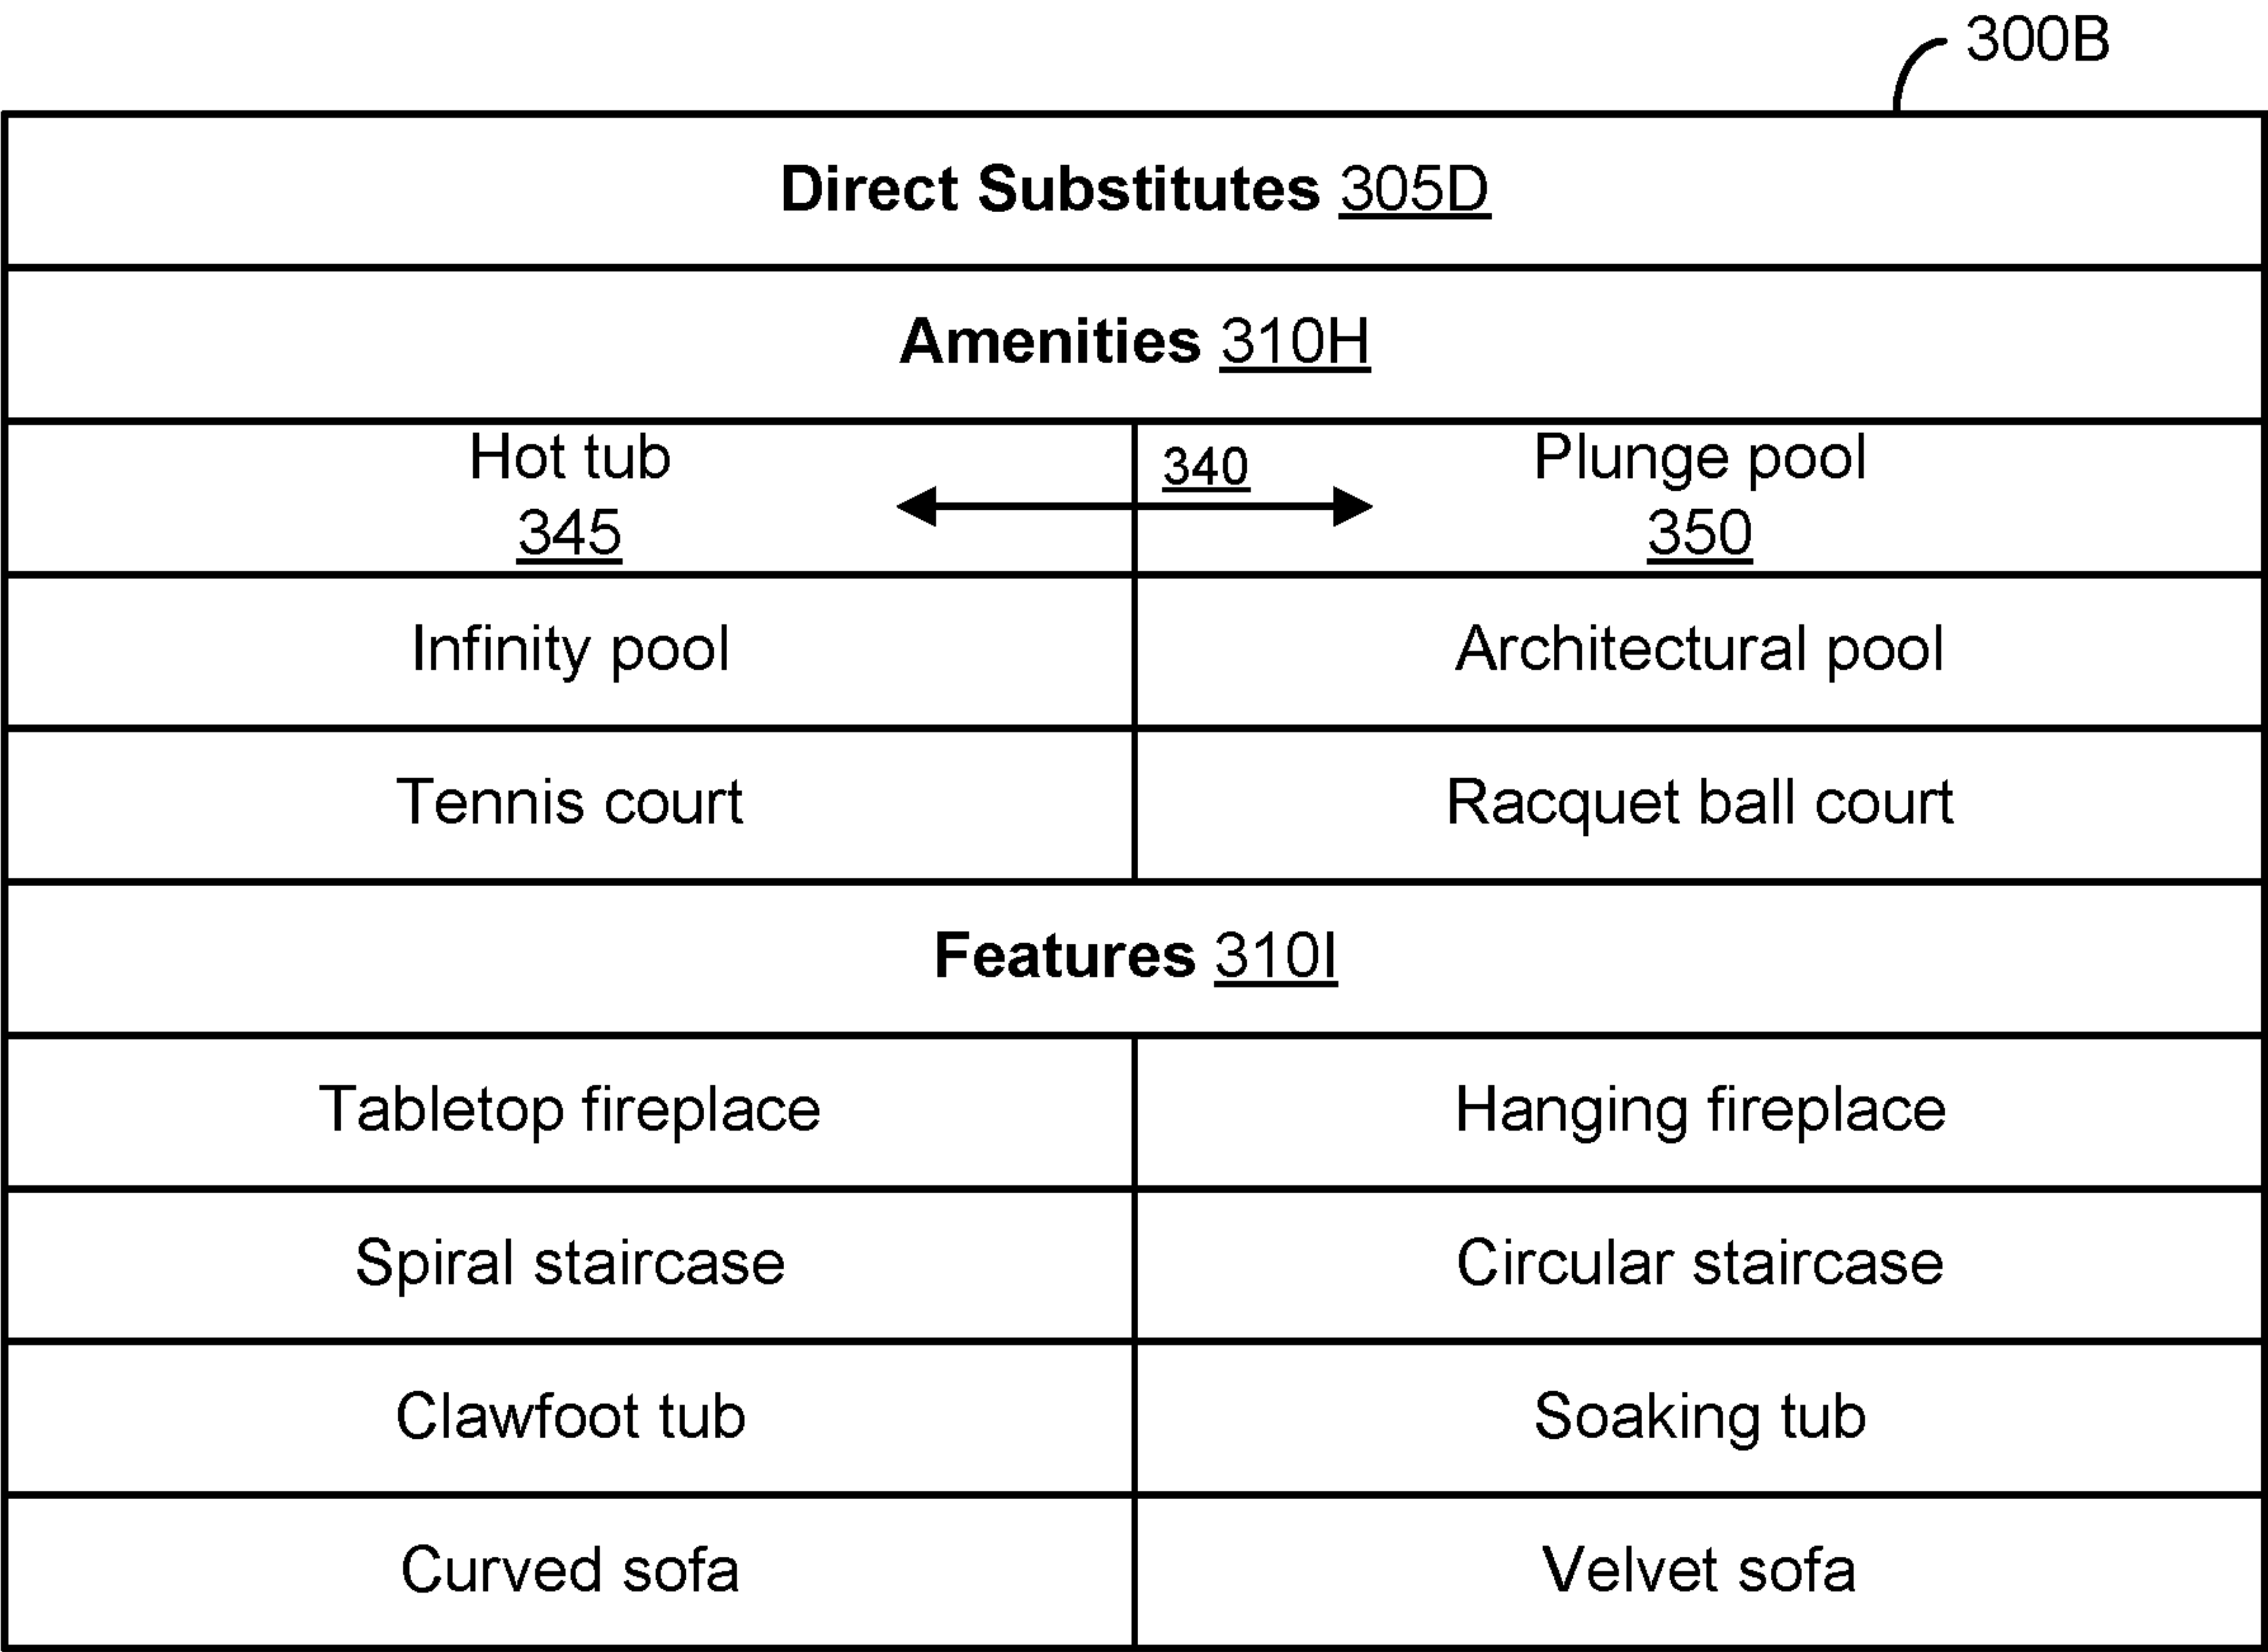 300B
Direct Substitutes 305D
Amenities 310H
Hot tub
345
340
Plunge pool
350
Infinity pool
Architectural pool
Tennis court
Racquet ball court
Features 310I
Tabletop fireplace
Hanging fireplace
Spiral staircase
Circular staircase
Clawfoot tub
Soaking tub
Curved sofa
Velvet sofa